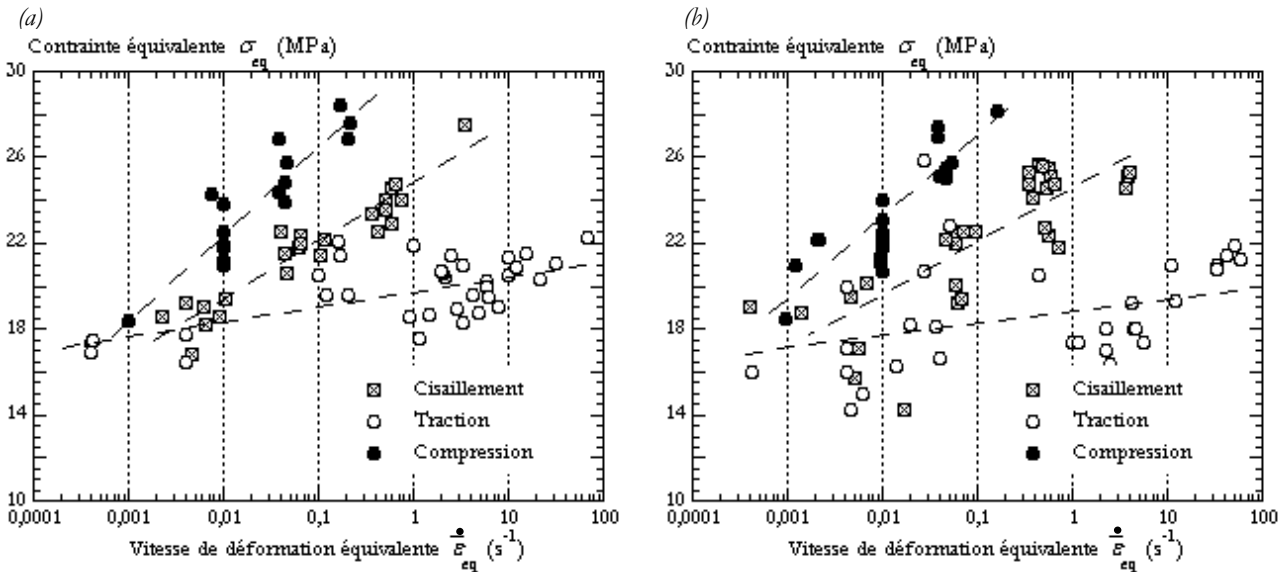 (a)
Contrainte équivalente σeq (MPa)
30
26
22
18
14
10
0,0001 0,001 0,01 0,1 1 10 100
Cisaillement
Traction
Compression
Vitesse de déformation équivalente ε̇eq (s-1)
(b)
Contrainte équivalente σeq (MPa)
30
26
22
18
14
10
0,0001 0,001 0,01 0,1 1 10 100
Cisaillement
Traction
Compression
Vitesse de déformation équivalente ε̇eq (s-1)